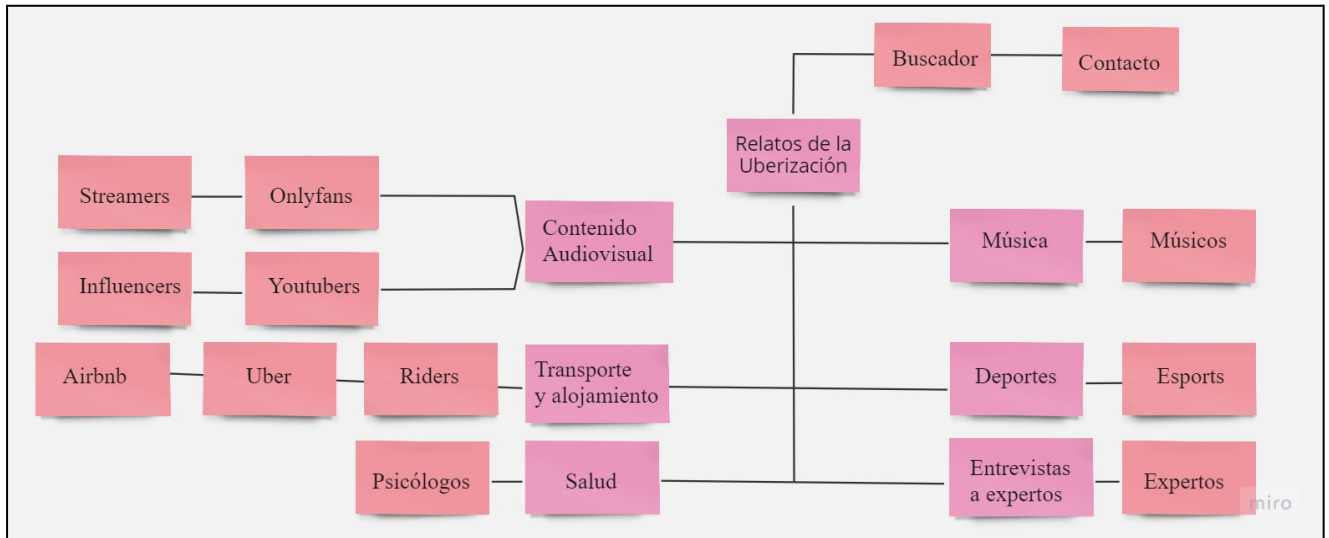 Buscador
Contacto
Relatos de la
Uberización
Streamers
Onlyfans
Contenido
Audiovisual
Música
Músicos
Influencers
Youtubers
Airbnb
Uber
Riders
Transporte
y alojamiento
Deportes
Esports
Psicólogos
Salud
Entrevistas
a expertos
Expertos
miro